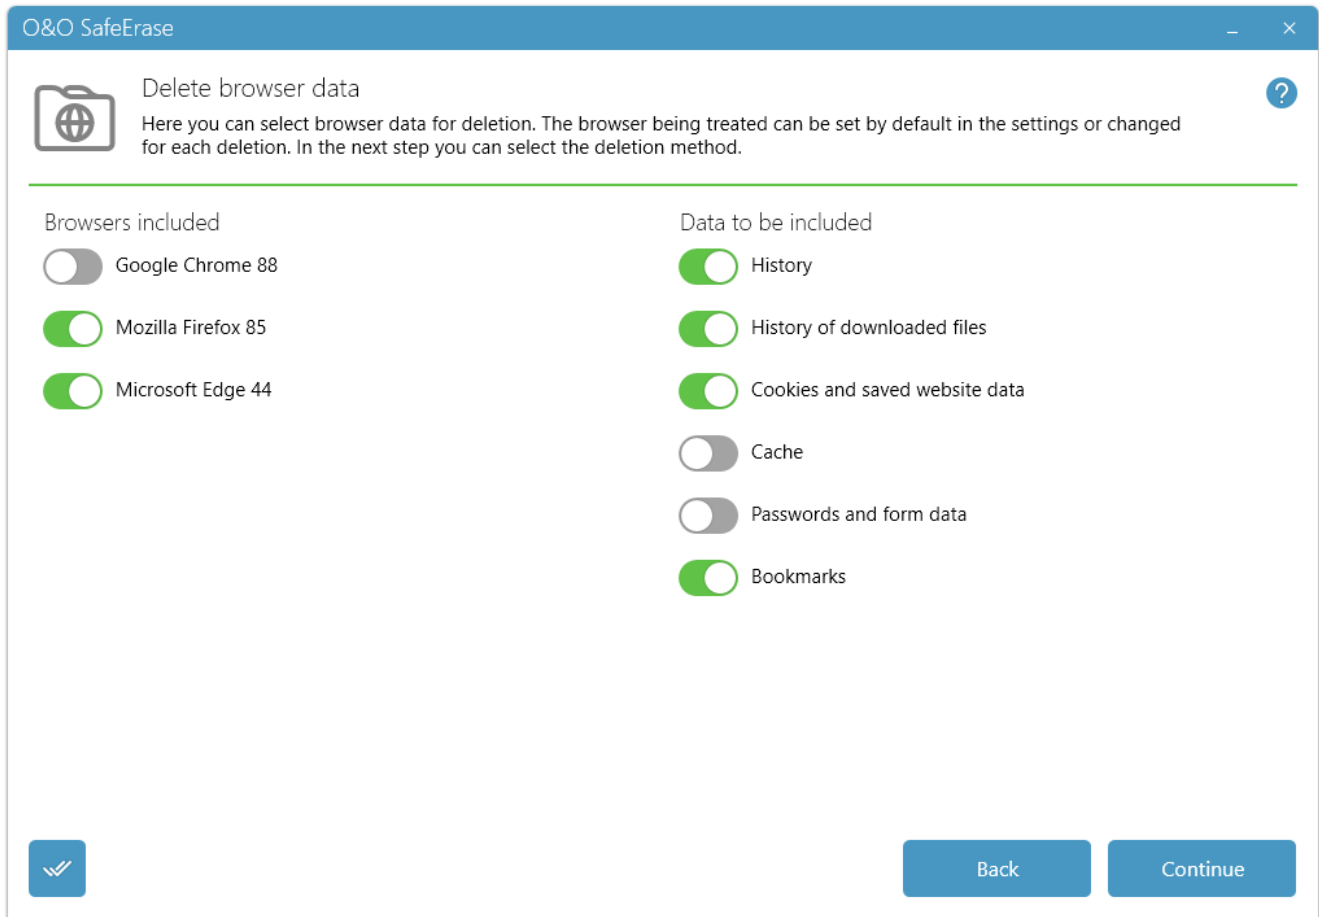 O&O SafeErase
Delete browser data
Here you can select browser data for deletion. The browser being treated can be set by default in the settings or changed
for each deletion. In the next step you can select the deletion method.
?
Browsers included
Google Chrome 88
Mozilla Firefox 85
Microsoft Edge 44
Data to be included
History
History of downloaded files
Cookies and saved website data
Cache
Passwords and form data
Bookmarks
Back
Continue